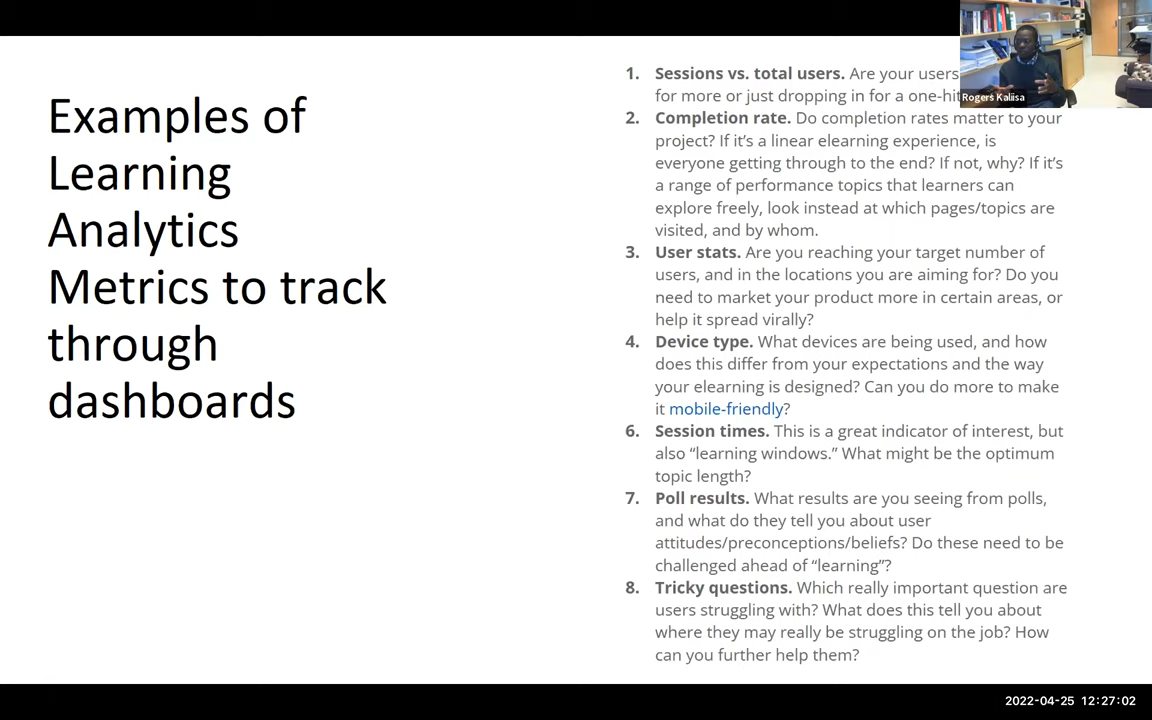 Examples of
Learning
Analytics
Metrics to track
through
dashboards
1. Sessions vs. total users. Are your users
for more or just dropping in for a one-hit
2. Completion rate. Do completion rates matter to your
project? If it’s a linear elearning experience, is
everyone getting through to the end? If not, why? If it’s
a range of performance topics that learners can
explore freely, look instead at which pages/topics are
visited, and by whom.
3. User stats. Are you reaching your target number of
users, and in the locations you are aiming for? Do you
need to market your product more in certain areas, or
help it spread virally?
4. Device type. What devices are being used, and how
does this differ from your expectations and the way
your elearning is designed? Can you do more to make
it mobile-friendly?
6. Session times. This is a great indicator of interest, but
also “learning windows.” What might be the optimum
topic length?
7. Poll results. What results are you seeing from polls,
and what do they tell you about user
attitudes/preconceptions/beliefs? Do these need to be
challenged ahead of “learning”?
8. Tricky questions. Which really important question are
users struggling with? What does this tell you about
where they may really be struggling on the job? How
can you further help them?
Rogers Kaliisa
2022-04-25 12:27:02